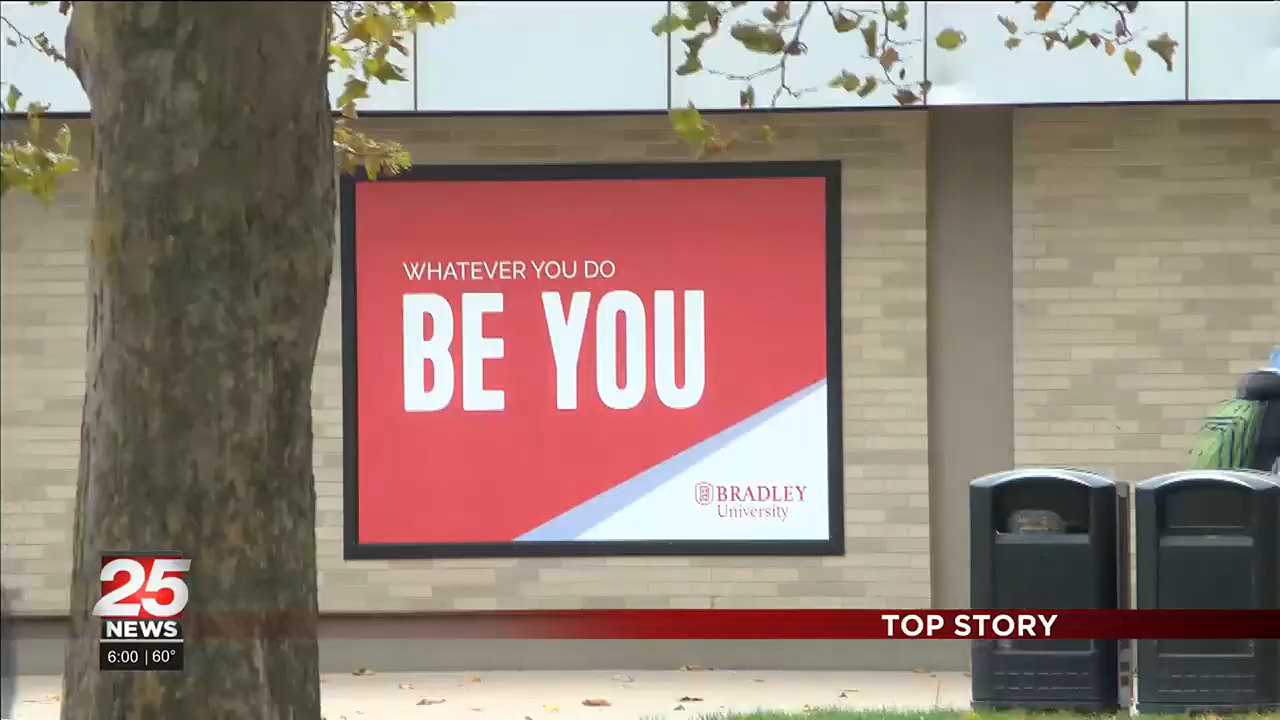 WHATEVER YOU DO
BE YOU
BRADLEY
University
25
NEWS
6:00 | 60°
TOP STORY